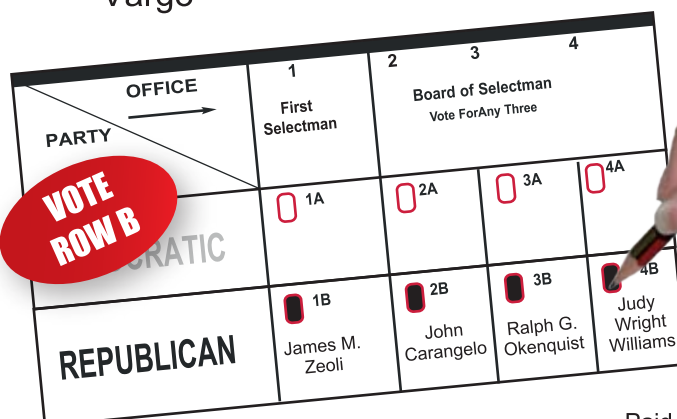 OFFICE
PARTY
1
First
Selectman
2
3
4
Board of Selectman
Vote ForAny Three
VOTE
ROW B
CRATIC
1A
2A
3A
4A
REPUBLICAN
1B
James M.
Zeoli
2B
John
Carangelo
3B
Ralph G.
Okenquist
4B
Judy
Wright
Williams